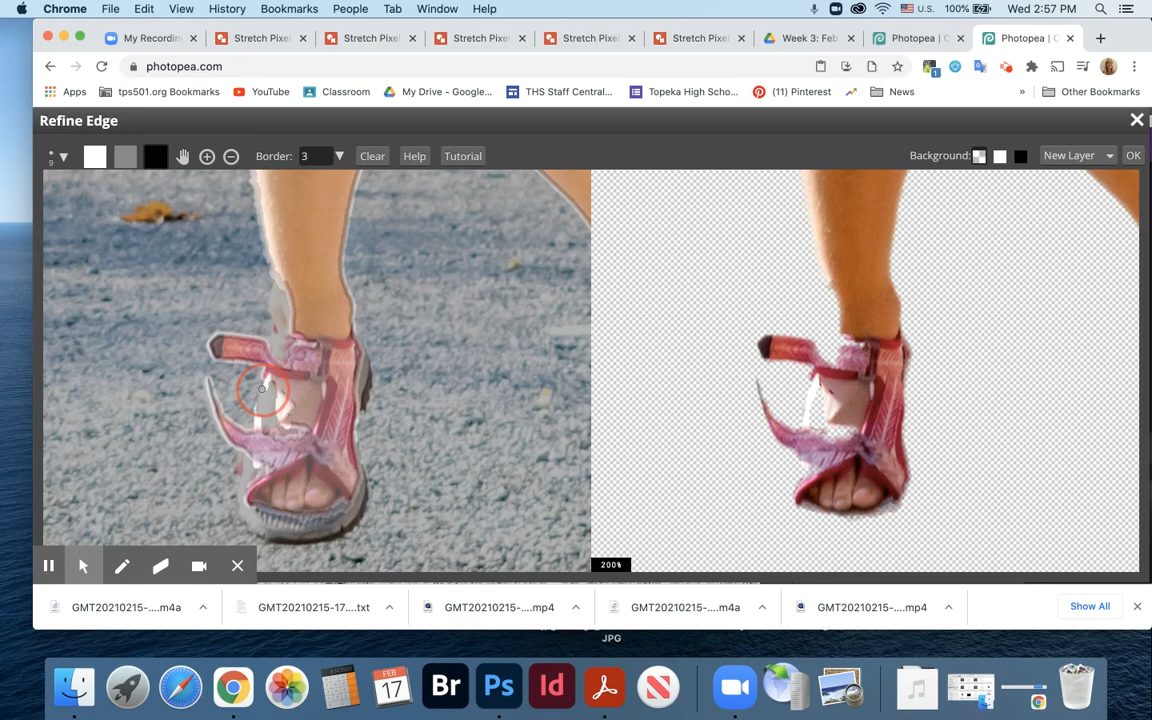 Chrome File Edit View History Bookmarks People Tab Window Help U.S. 100% Wed 2:57 PM
My Recording Stretch Pixel Stretch Pixel Stretch Pixel Stretch Pixel Stretch Pixel Week 3: Feb Photopea | O Photopea | O
photopea.com
Apps tps501.org Bookmarks YouTube Classroom My Drive – Google... THS Staff Central... Topeka High Scho... (11) Pinterest News » Other Bookmarks
Refine Edge
9 Border: 3 Clear Help Tutorial Background: New Layer OK
200%
GMT20210215-....m4a GMT20210215-17....txt GMT20210215-....mp4 GMT20210215-....m4a GMT20210215-....mp4 Show All
JPG
FEB
17
Br Ps Id